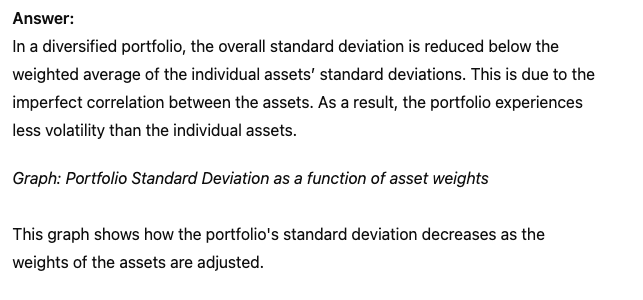 Answer:
In a diversified portfolio, the overall standard deviation is reduced below the
weighted average of the individual assets’ standard deviations. This is due to the
imperfect correlation between the assets. As a result, the portfolio experiences
less volatility than the individual assets.
Graph: Portfolio Standard Deviation as a function of asset weights
This graph shows how the portfolio's standard deviation decreases as the
weights of the assets are adjusted.